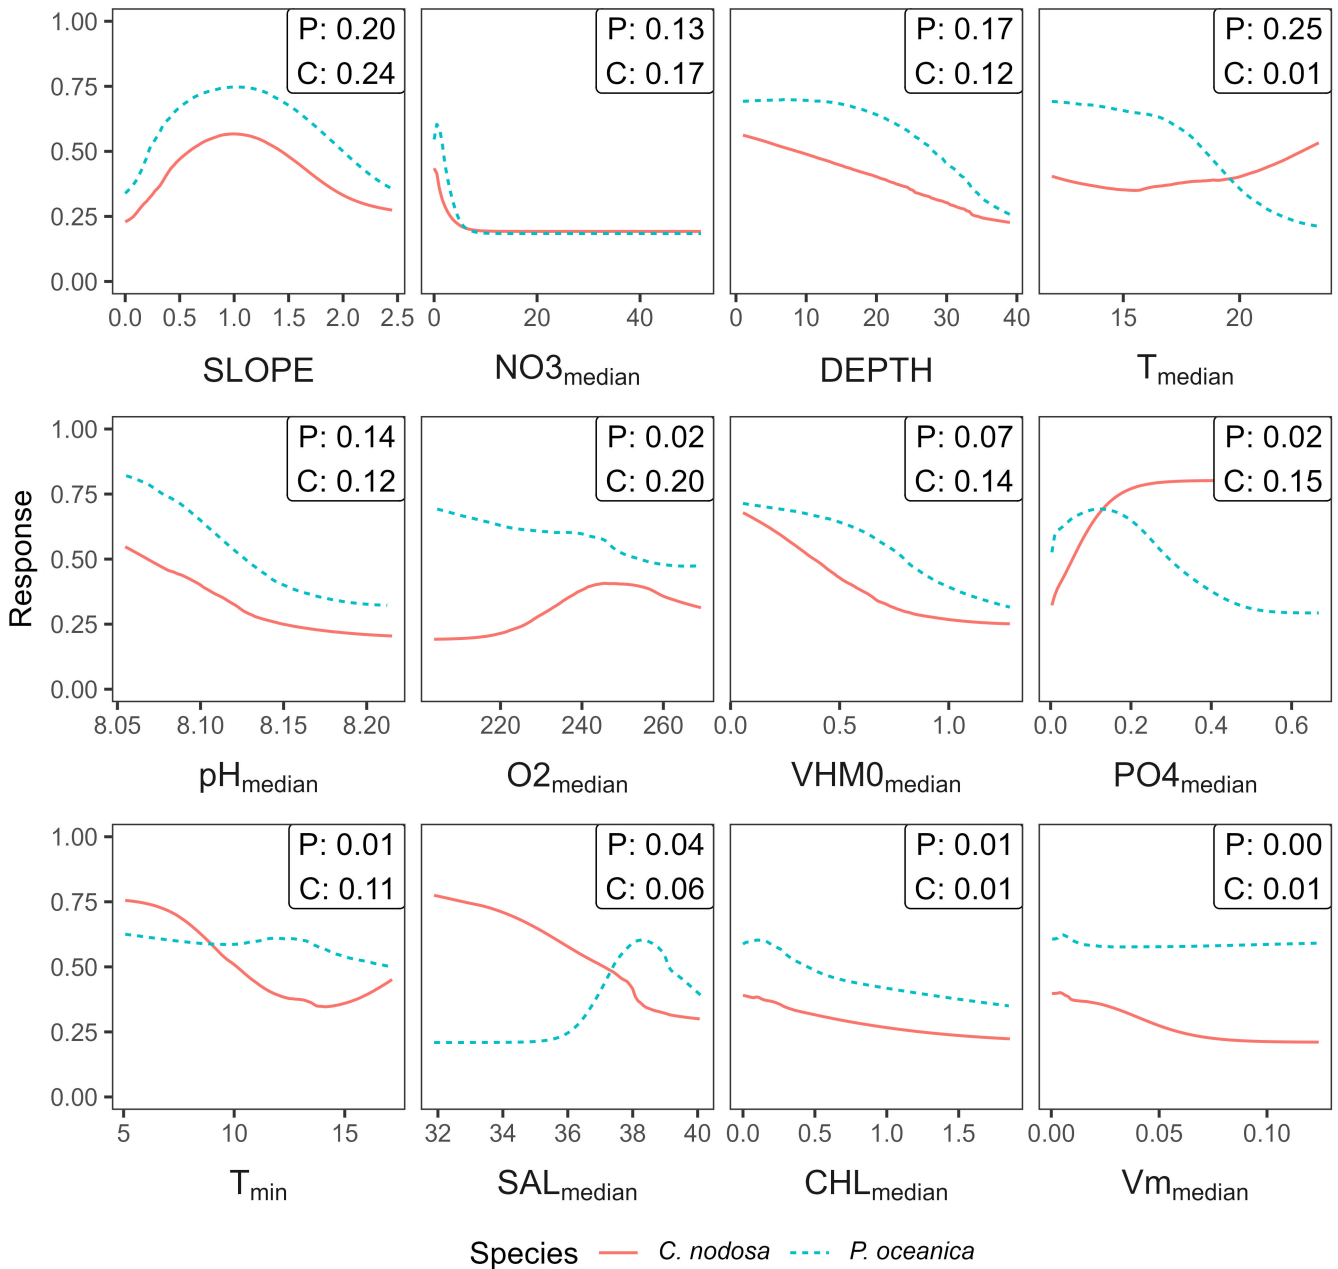 P: 0.20
C: 0.24
P: 0.13
C: 0.17
P: 0.17
C: 0.12
P: 0.25
C: 0.01
1.00
0.75
0.50
0.25
0.00
0.0 0.5 1.0 1.5 2.0 2.5
0 20 40
0 10 20 30 40
15 20
SLOPE
NO3median
DEPTH
Tmedian
Response
P: 0.14
C: 0.12
P: 0.02
C: 0.20
P: 0.07
C: 0.14
P: 0.02
C: 0.15
1.00
0.75
0.50
0.25
0.00
8.05 8.10 8.15 8.20
220 240 260
0.0 0.5 1.0
0.0 0.2 0.4 0.6
pHmedian
O2median
VHM0median
PO4median
P: 0.01
C: 0.11
P: 0.04
C: 0.06
P: 0.01
C: 0.01
P: 0.00
C: 0.01
1.00
0.75
0.50
0.25
0.00
5 10 15
32 34 36 38 40
0.0 0.5 1.0 1.5
0.00 0.05 0.10
Tmin
SALmedian
CHLmedian
Vmmedian
Species C. nodosa P. oceanica